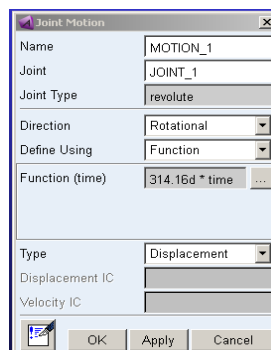 Joint Motion
Name MOTION_1
Joint JOINT_1
Joint Type revolute
Direction Rotational
Define Using Function
Function (time) 314.16d * time ...
Type Displacement
Displacement IC
Velocity IC
OK Apply Cancel